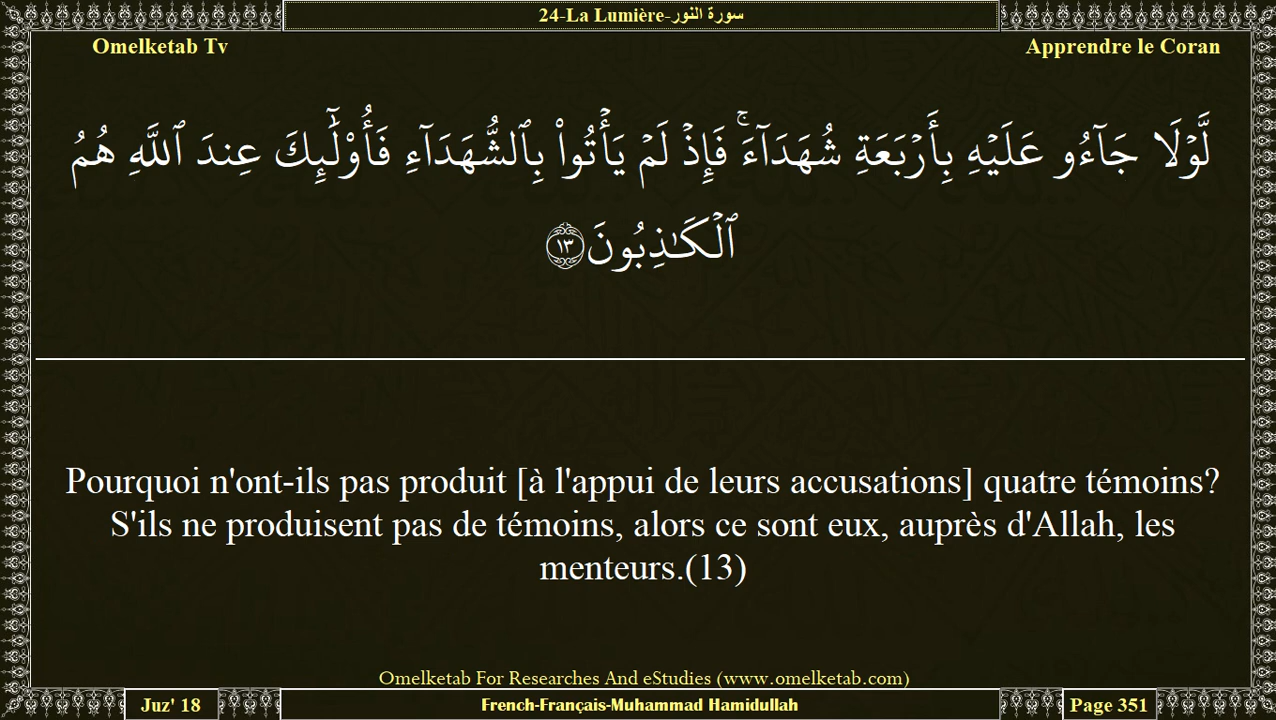 24-La Lumière-سورة النور
Omelketab Tv
Apprendre le Coran
لَّوۡلَا جَآءُو عَلَيۡهِ بِأَرۡبَعَةِ شُهَدَآءَۚ فَإِذۡ لَمۡ يَأۡتُواْ بِٱلشُّهَدَآءِ فَأُوْلَٰٓئِكَ عِندَ ٱللَّهِ هُمُ
ٱلۡكَٰذِبُونَ ١٣
Pourquoi n'ont-ils pas produit [à l'appui de leurs accusations] quatre témoins?
S'ils ne produisent pas de témoins, alors ce sont eux, auprès d'Allah, les
menteurs.(13)
Omelketab For Researches And eStudies (www.omelketab.com)
Juz' 18
French-Français-Muhammad Hamidullah
Page 351